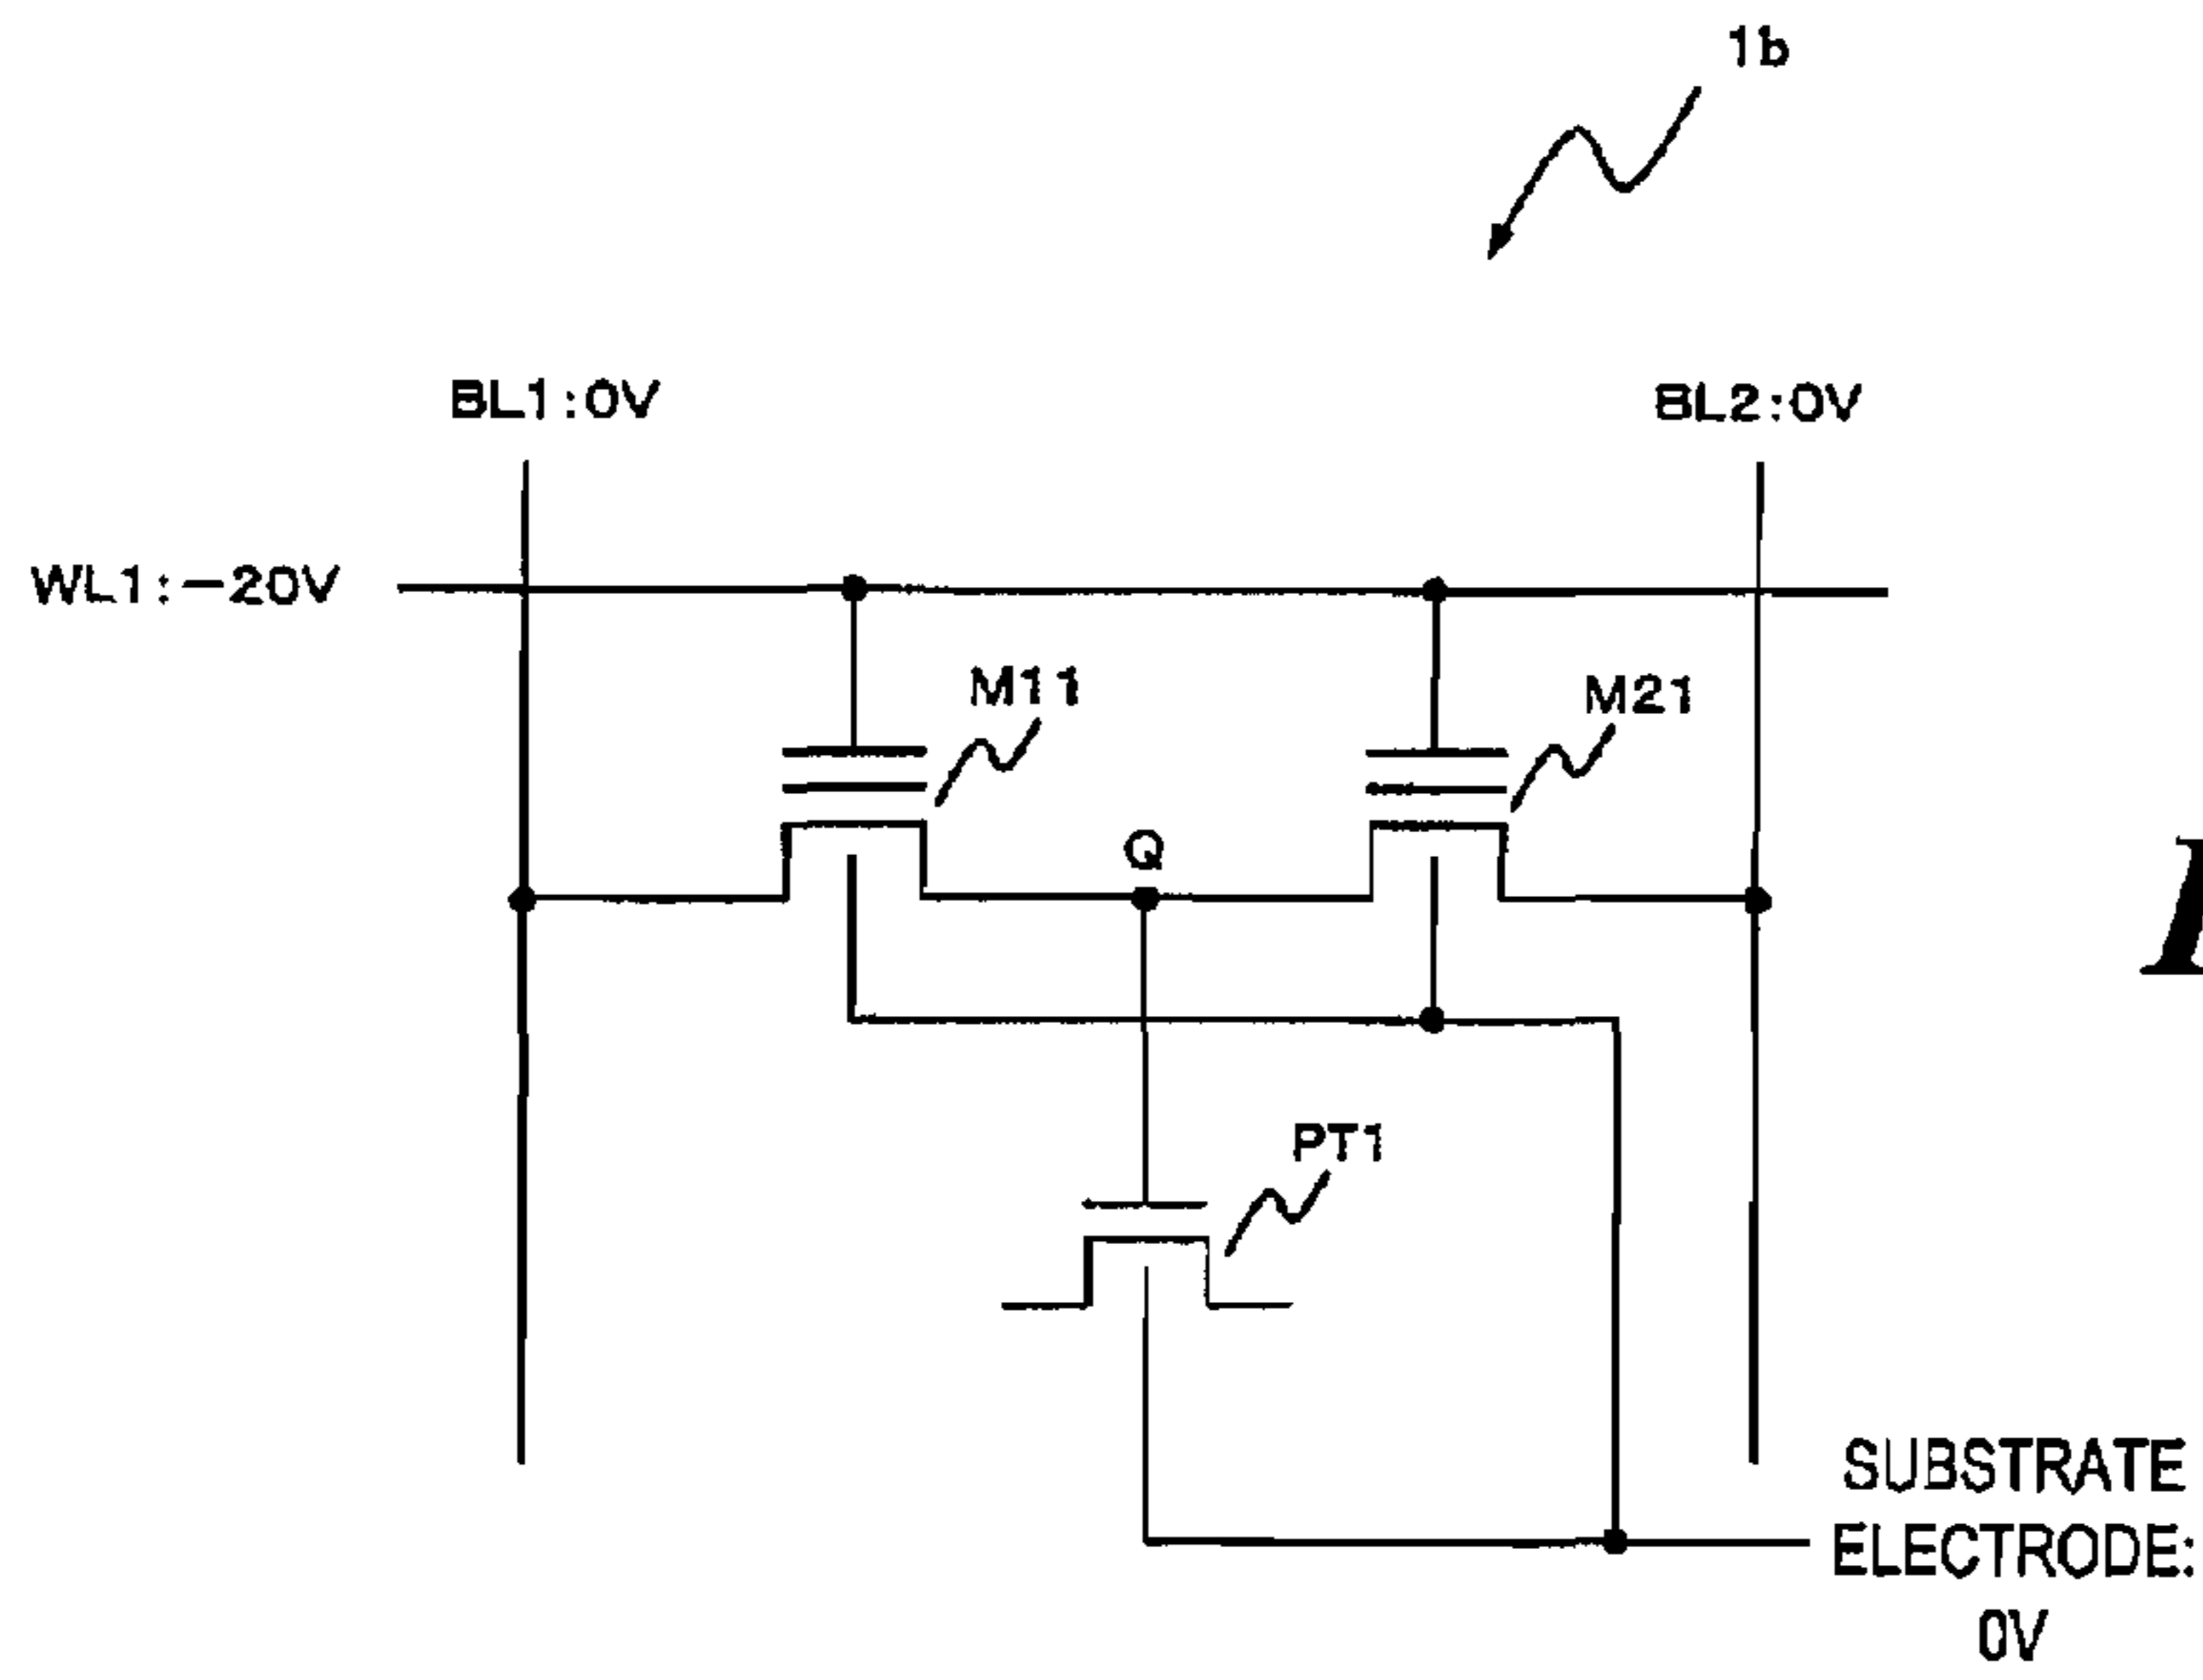 1b
BL1:0V
BL2:0V
WL1:-20V
M11
M21
Q
PT1
SUBSTRATE
ELECTRODE:
0V